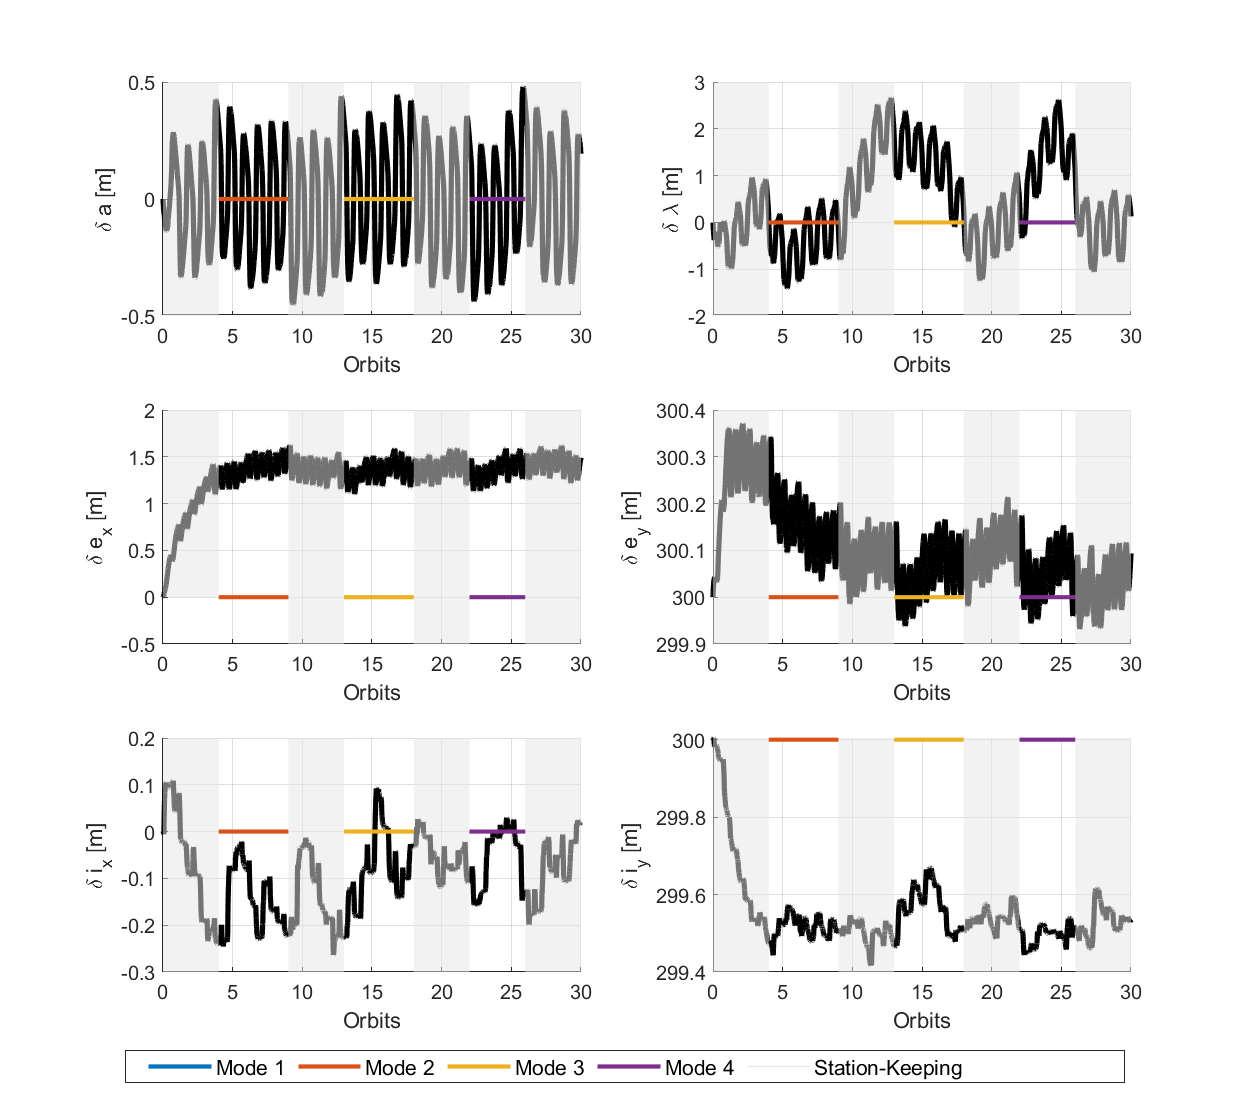 0.5
0
-0.5
δ a [m]
0 5 10 15 20 25 30
Orbits
3
2
1
0
-1
-2
δ λ [m]
0 5 10 15 20 25 30
Orbits
2
1.5
1
0.5
0
-0.5
δ e_x [m]
0 5 10 15 20 25 30
Orbits
300.4
300.3
300.2
300.1
300
299.9
δ e_y [m]
0 5 10 15 20 25 30
Orbits
0.2
0.1
0
-0.1
-0.2
-0.3
δ i_x [m]
0 5 10 15 20 25 30
Orbits
300
299.8
299.6
299.4
δ i_y [m]
0 5 10 15 20 25 30
Orbits
Mode 1 Mode 2 Mode 3 Mode 4 Station-Keeping